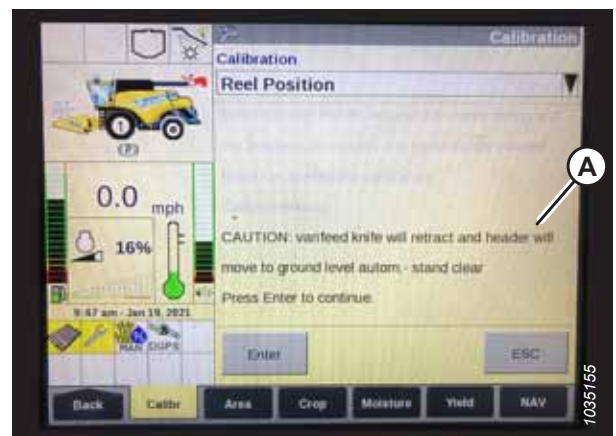 Calibration
Calibration
Reel Position
A
1
(P)
0.0 mph
16%
CAUTION: varifeed knife will retract and header will
move to ground level autom - stand clear
Press Enter to continue.
9:47 am - Jan 19, 2021
MAN DGPS
Enter
ESC
Back
Calibr
Area
Crop
Moisture
Yield
NAV
1035155